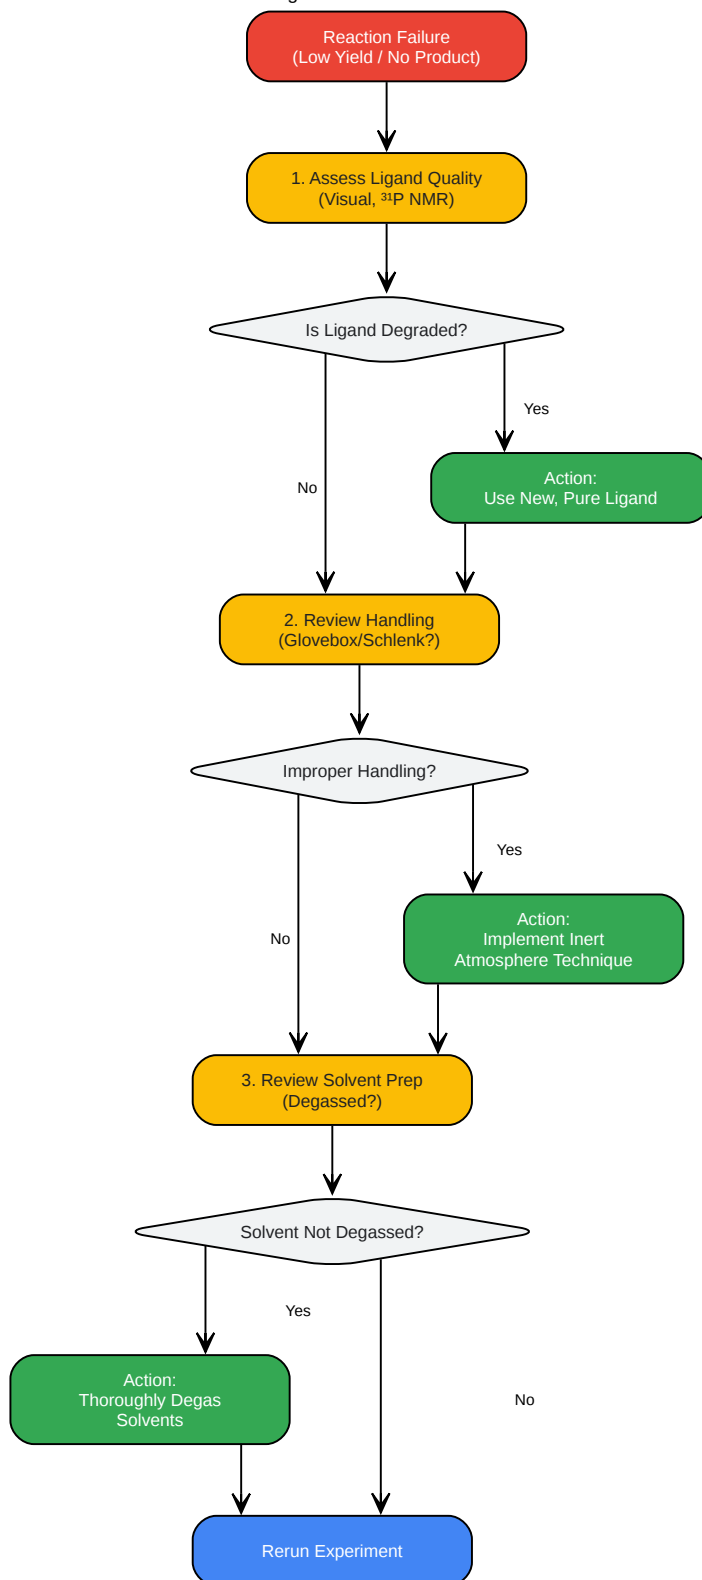 Reaction Failure
(Low Yield / No Product)
1. Assess Ligand Quality
(Visual, ³¹P NMR)
Is Ligand Degraded?
Yes
No
Action:
Use New, Pure Ligand
2. Review Handling
(Glovebox/Schlenk?)
Improper Handling?
Yes
No
Action:
Implement Inert
Atmosphere Technique
3. Review Solvent Prep
(Degassed?)
Solvent Not Degassed?
Yes
No
Action:
Thoroughly Degas
Solvents
Rerun Experiment